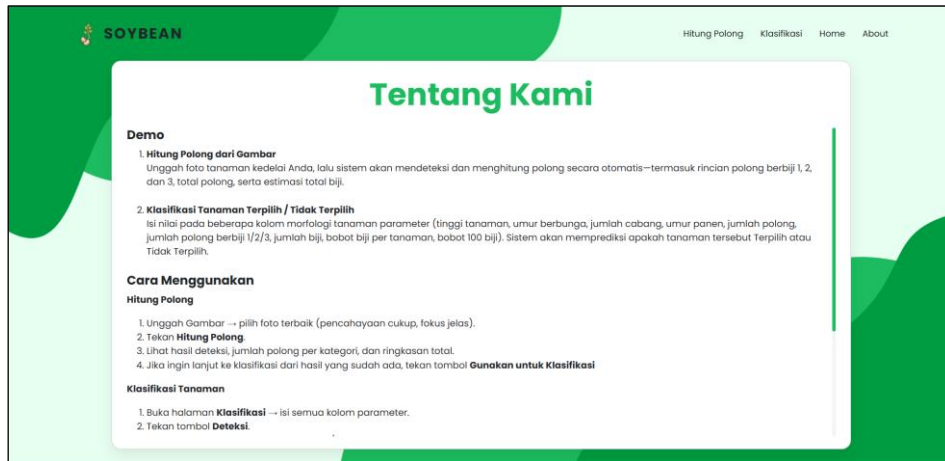 SOYBEAN
Hitung Polong Klasifikasi Home About
Tentang Kami
Demo
1. Hitung Polong dari Gambar
Unggah foto tanaman kedelai Anda, lalu sistem akan mendeteksi dan menghitung polong secara otomatis—termasuk rincian polong berbiji 1, 2,
dan 3, total polong, serta estimasi total biji.
2. Klasifikasi Tanaman Terpilih / Tidak Terpilih
Isi nilai pada beberapa kolom morfologi tanaman parameter (tinggi tanaman, umur berbunga, jumlah cabang, umur panen, jumlah polong,
jumlah polong berbiji 1/2/3, jumlah biji, bobot biji per tanaman, bobot 100 biji). Sistem akan memprediksi apakah tanaman tersebut Terpilih atau
Tidak Terpilih.
Cara Menggunakan
Hitung Polong
1. Unggah Gambar → pilih foto terbaik (pencahayaan cukup, fokus jelas).
2. Tekan Hitung Polong.
3. Lihat hasil deteksi, jumlah polong per kategori, dan ringkasan total.
4. Jika ingin lanjut ke klasifikasi dari hasil yang sudah ada, tekan tombol Gunakan untuk Klasifikasi
Klasifikasi Tanaman
1. Buka halaman Klasifikasi → isi semua kolom parameter.
2. Tekan tombol Deteksi.